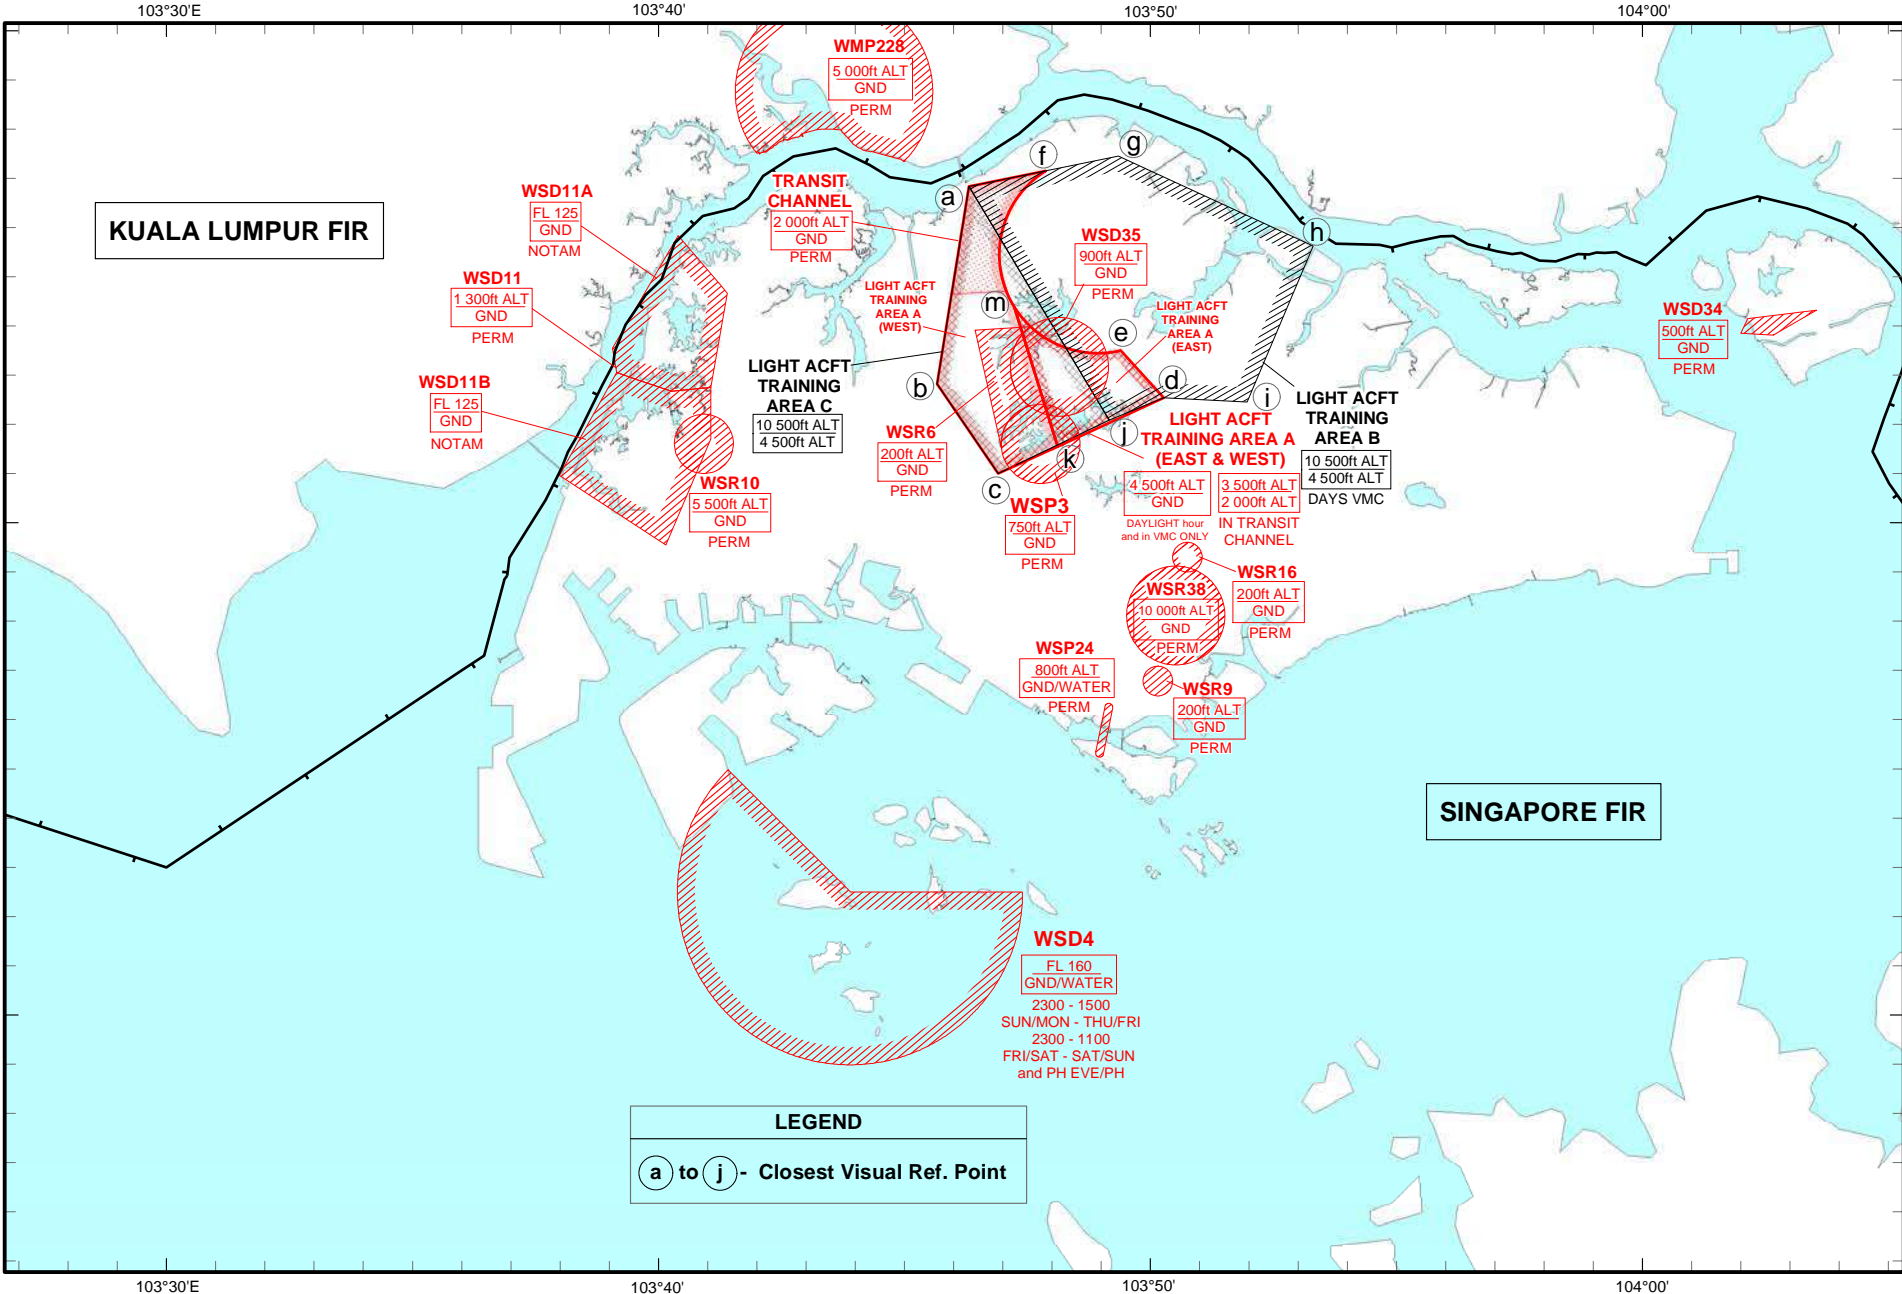 103°30'E
103°40'
103°50'
104°00'
WMP228
5 000ft ALT
GND
PERM
KUALA LUMPUR FIR
WSD11A
FL 125
GND
NOTAM
TRANSIT
CHANNEL
2 000ft ALT
GND
PERM
a
f
g
h
WSD35
900ft ALT
GND
PERM
WSD11
1 300ft ALT
GND
PERM
LIGHT ACFT
TRAINING
AREA A
(WEST)
m
LIGHT ACFT
TRAINING
AREA A
(EAST)
e
WSD34
500ft ALT
GND
PERM
WSD11B
FL 125
GND
NOTAM
LIGHT ACFT
TRAINING
AREA C
10 500ft ALT
4 500ft ALT
b
d
i
j
k
c
LIGHT ACFT
TRAINING
AREA B
10 500ft ALT
4 500ft ALT
DAYS VMC
WSR6
200ft ALT
GND
PERM
LIGHT ACFT
TRAINING AREA A
(EAST & WEST)
4 500ft ALT
GND
DAYLIGHT hour
and in VMC ONLY
3 500ft ALT
2 000ft ALT
IN TRANSIT
CHANNEL
WSR10
5 500ft ALT
GND
PERM
WSP3
750ft ALT
GND
PERM
WSR16
200ft ALT
GND
PERM
WSR38
10 000ft ALT
GND
PERM
WSP24
800ft ALT
GND/WATER
PERM
WSR9
200ft ALT
GND
PERM
SINGAPORE FIR
WSD4
FL 160
GND/WATER
2300 - 1500
SUN/MON - THU/FRI
2300 - 1100
FRI/SAT - SAT/SUN
and PH EVE/PH
LEGEND
a to j - Closest Visual Ref. Point
103°30'E
103°40'
103°50'
104°00'